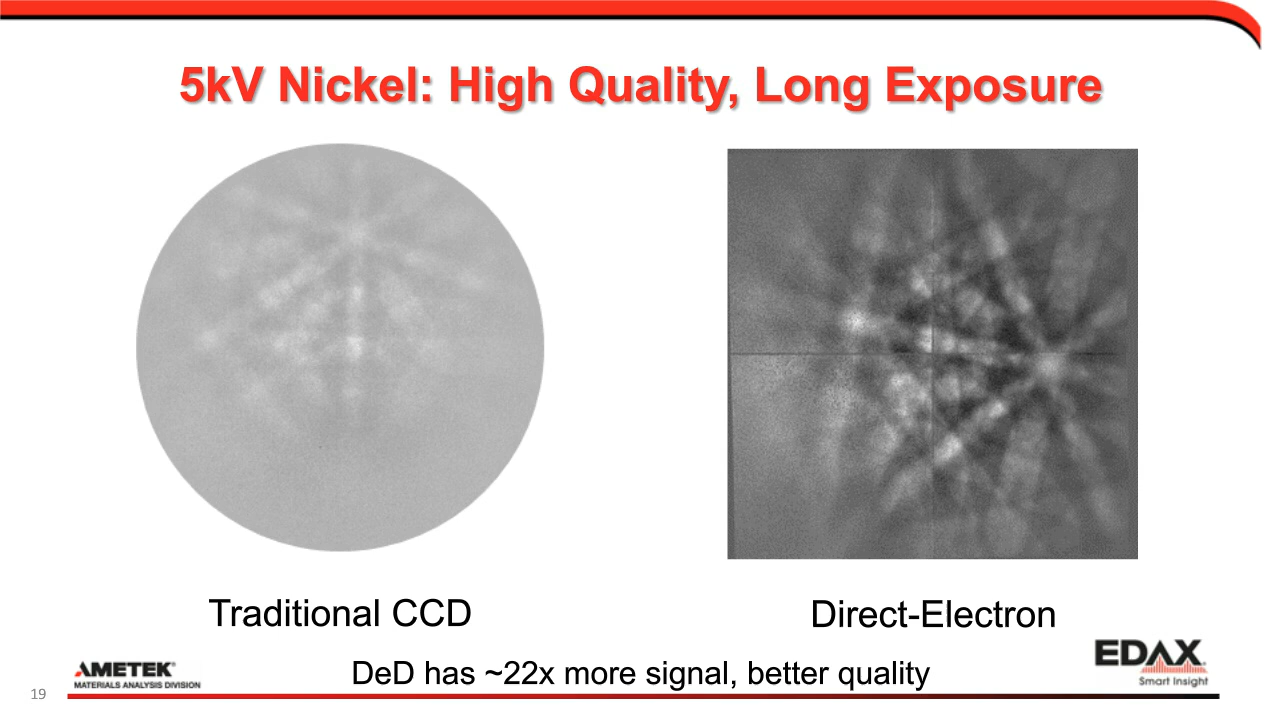 5kV Nickel: High Quality, Long Exposure
Traditional CCD
Direct-Electron
DeD has ~22x more signal, better quality
AMETEK®
MATERIALS ANALYSIS DIVISION
EDAX
Smart Insight
19